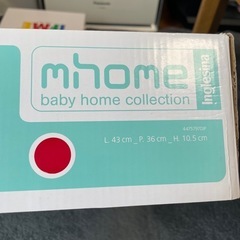 mhome
baby home collection
Inglesina
L. 43 cm _ P. 36 cm _ H. 10.5 cm